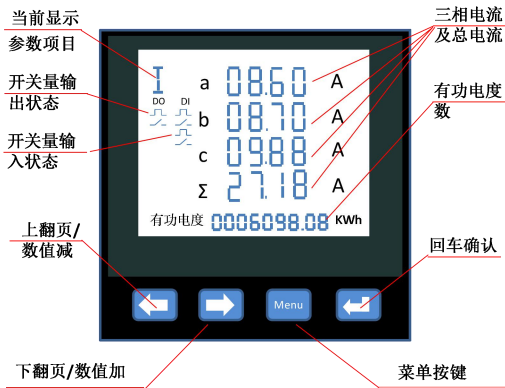 当前显示
参数项目
三相电流
及总电流
开关量输
出状态
有功电度
数
开关量输
入状态
I
DO DI
a 08.60 A
b 08.70 A
c 09.88 A
Σ 27.18 A
有功电度 0006098.08 KWh
上翻页/
数值减
回车确认
Menu
下翻页/数值加
菜单按键